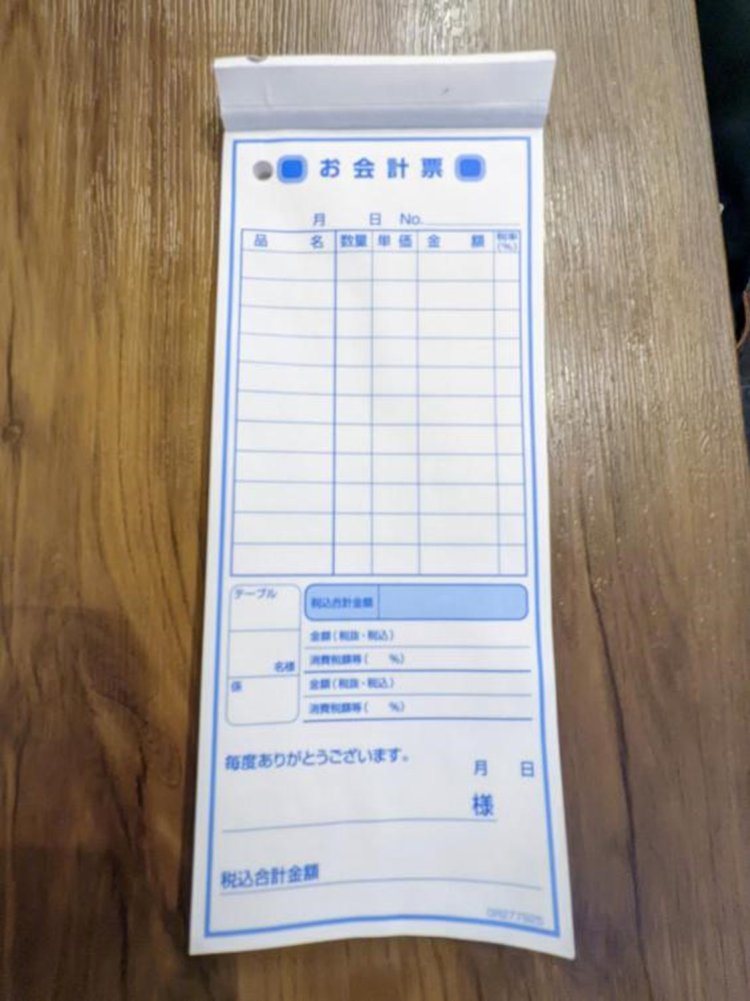 お会計票
月 日 No.
品 名 数量 単価 金 額 税率(%)
テーブル
名様
係
税込合計金額
金額(税抜・税込)
消費税額等( %)
金額(税抜・税込)
消費税額等( %)
毎度ありがとうございます。
月 日
様
税込合計金額